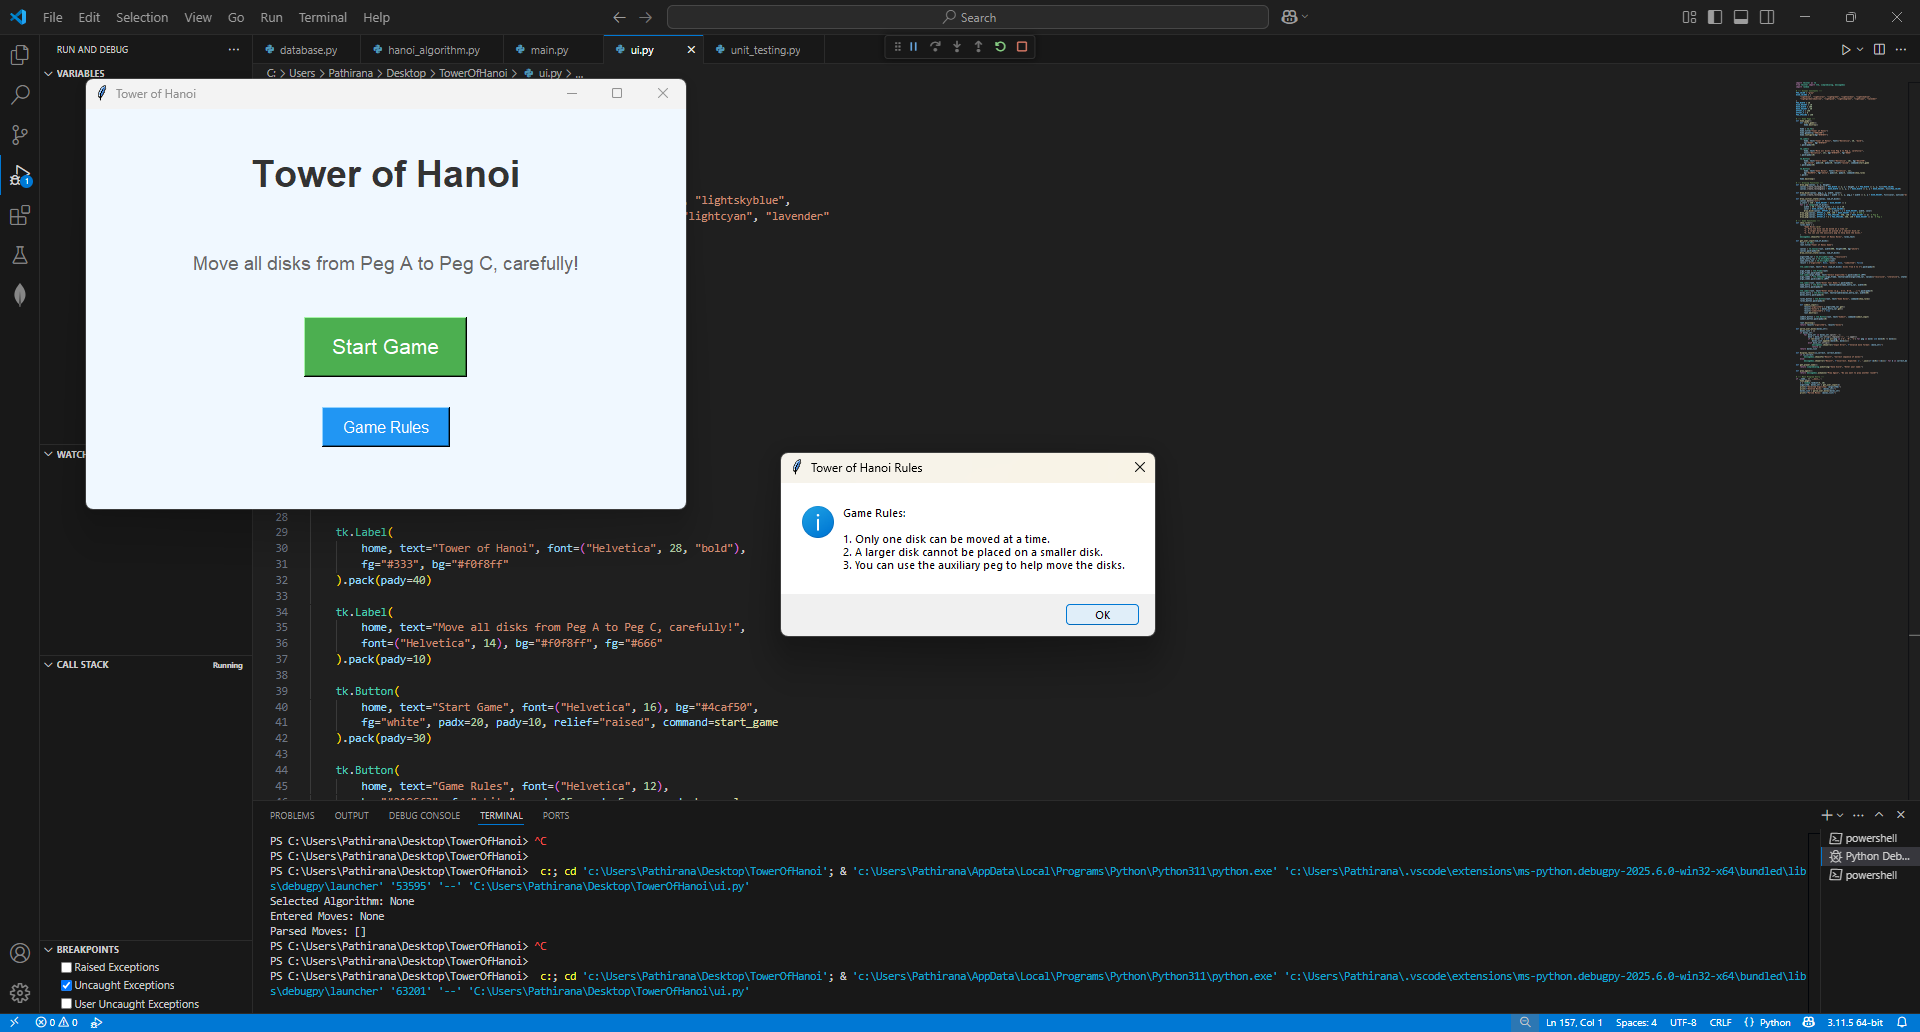 File Edit Selection View Go Run Terminal Help
Search
RUN AND DEBUG
database.py hanoi_algorithm.py main.py ui.py unit_testing.py
VARIABLES
C: > Users > Pathirana > Desktop > TowerOfHanoi > ui.py > ...
Tower of Hanoi
Tower of Hanoi
"lightskyblue",
"lightcyan", "lavender"
Move all disks from Peg A to Peg C, carefully!
Start Game
Game Rules
WATCH
Tower of Hanoi Rules
Game Rules:
1. Only one disk can be moved at a time.
2. A larger disk cannot be placed on a smaller disk.
3. You can use the auxiliary peg to help move the disks.
OK
28
29 tk.Label(
30 home, text="Tower of Hanoi", font=("Helvetica", 28, "bold"),
31 fg="#333", bg="#f0f8ff"
32 ).pack(pady=40)
33
34 tk.Label(
35 home, text="Move all disks from Peg A to Peg C, carefully!",
36 font=("Helvetica", 14), bg="#f0f8ff", fg="#666"
37 ).pack(pady=10)
38
39 tk.Button(
40 home, text="Start Game", font=("Helvetica", 16), bg="#4caf50",
41 fg="white", padx=20, pady=10, relief="raised", command=start_game
42 ).pack(pady=30)
43
44 tk.Button(
45 home, text="Game Rules", font=("Helvetica", 12),
CALL STACK Running
BREAKPOINTS
Raised Exceptions
Uncaught Exceptions
User Uncaught Exceptions
PROBLEMS OUTPUT DEBUG CONSOLE TERMINAL PORTS
PS C:\Users\Pathirana\Desktop\TowerOfHanoi> ^C
PS C:\Users\Pathirana\Desktop\TowerOfHanoi>
PS C:\Users\Pathirana\Desktop\TowerOfHanoi> c:; cd 'c:\Users\Pathirana\Desktop\TowerOfHanoi'; & 'c:\Users\Pathirana\AppData\Local\Programs\Python\Python311\python.exe' 'c:\Users\Pathirana\.vscode\extensions\ms-python.debugpy-2025.6.0-win32-x64\bundled\lib
s\debugpy\launcher' '53595' '--' 'C:\Users\Pathirana\Desktop\TowerOfHanoi\ui.py'
Selected Algorithm: None
Entered Moves: None
Parsed Moves: []
PS C:\Users\Pathirana\Desktop\TowerOfHanoi> ^C
PS C:\Users\Pathirana\Desktop\TowerOfHanoi>
PS C:\Users\Pathirana\Desktop\TowerOfHanoi> c:; cd 'c:\Users\Pathirana\Desktop\TowerOfHanoi'; & 'c:\Users\Pathirana\AppData\Local\Programs\Python\Python311\python.exe' 'c:\Users\Pathirana\.vscode\extensions\ms-python.debugpy-2025.6.0-win32-x64\bundled\lib
s\debugpy\launcher' '63201' '--' 'C:\Users\Pathirana\Desktop\TowerOfHanoi\ui.py'
powershell
Python Deb...
powershell
0 0
Ln 157, Col 1 Spaces: 4 UTF-8 CRLF {} Python 3.11.5 64-bit